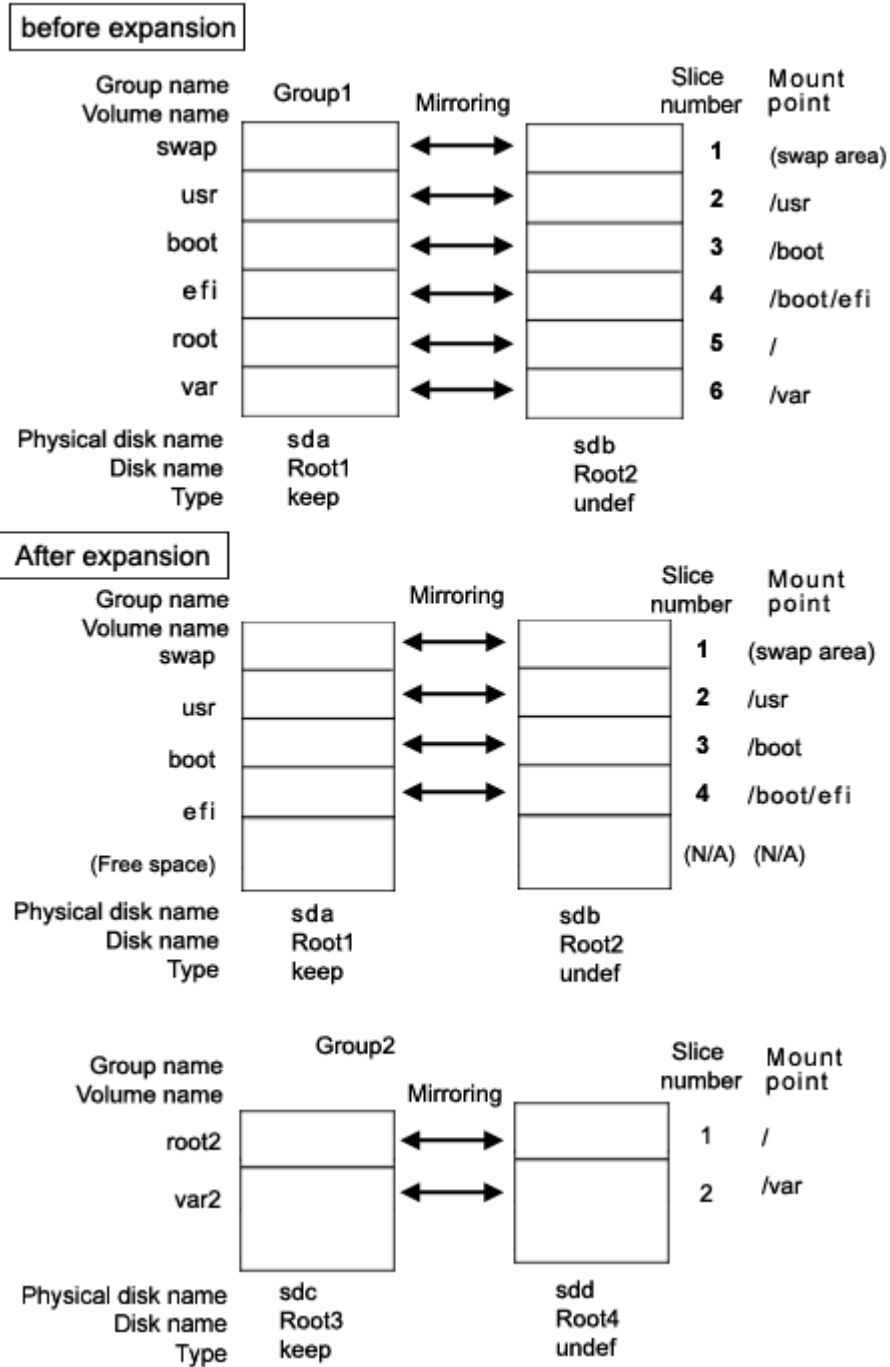 before expansion
Group name Group1 Mirroring Slice number Mount point
Volume name
swap 1 (swap area)
usr 2 /usr
boot 3 /boot
efi 4 /boot/efi
root 5 /
var 6 /var
Physical disk name sda sdb
Disk name Root1 Root2
Type keep undef
After expansion
Group name Mirroring Slice number Mount point
Volume name
swap 1 (swap area)
usr 2 /usr
boot 3 /boot
efi 4 /boot/efi
(Free space) (N/A) (N/A)
Physical disk name sda sdb
Disk name Root1 Root2
Type keep undef
Group name Group2 Mirroring Slice number Mount point
Volume name
root2 1 /
var2 2 /var
Physical disk name sdc sdd
Disk name Root3 Root4
Type keep undef